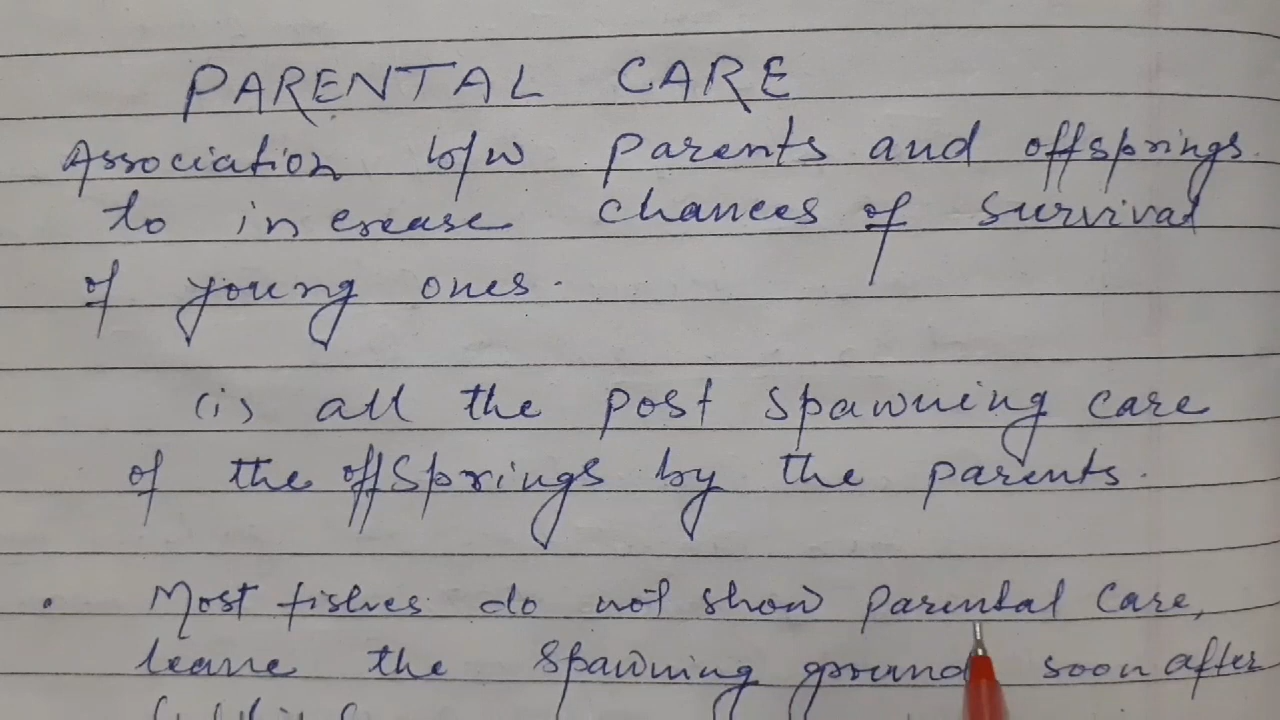 PARENTAL CARE
Association b/w parents and offsprings
to increase chances of survival
of young ones.
(i) all the post spawning care
of the offsprings by the parents.
• Most fishes do not show parental care,
leave the spawning ground soon after